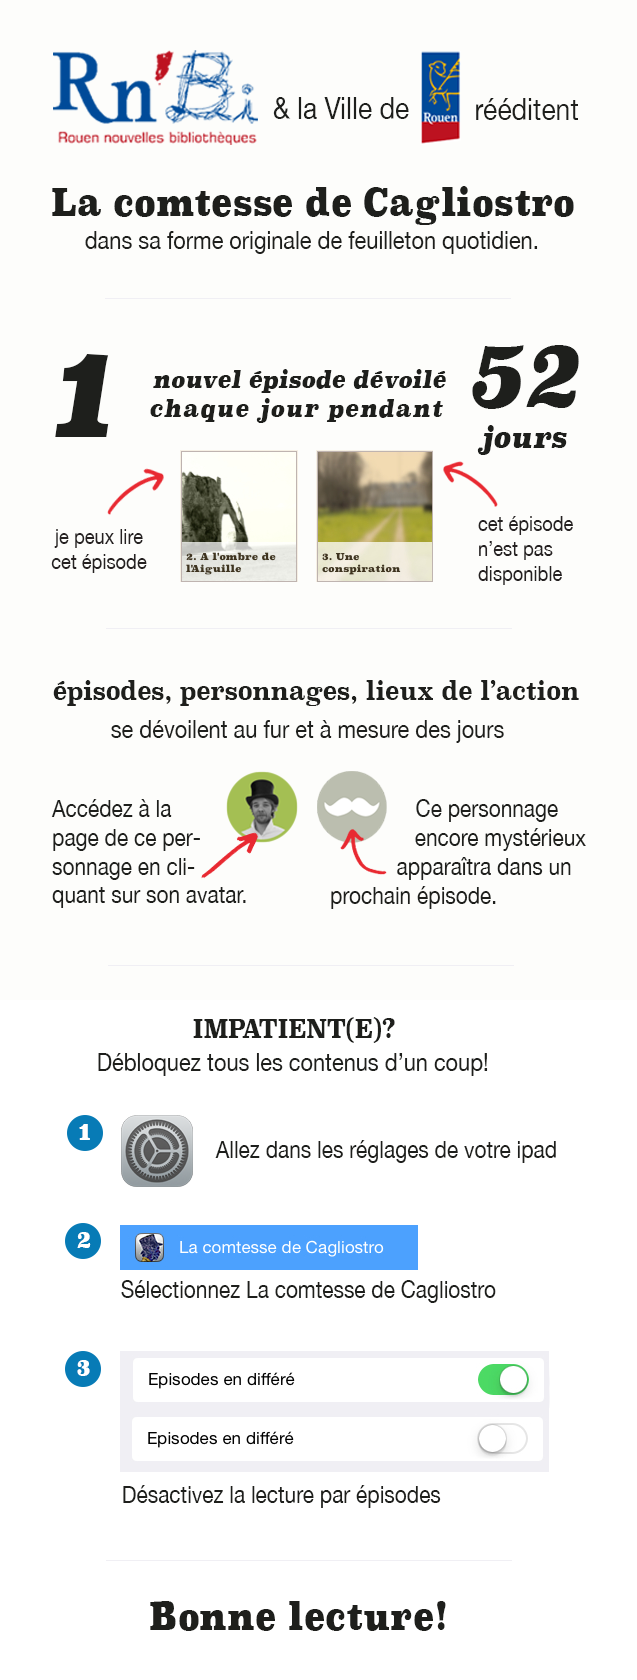 Rn'Bi
Rouen nouvelles bibliothèques
& la Ville de
Rouen
rééditent
La comtesse de Cagliostro
dans sa forme originale de feuilleton quotidien.
1
nouvel épisode dévoilé
chaque jour pendant
52
jours
je peux lire
cet épisode
2. A l'ombre de
l'Aiguille
3. Une
conspiration
cet épisode
n'est pas
disponible
épisodes, personnages, lieux de l'action
se dévoilent au fur et à mesure des jours
Accédez à la
page de ce per-
sonnage en cli-
quant sur son avatar.
Ce personnage
encore mystérieux
apparaîtra dans un
prochain épisode.
IMPATIENT(E)?
Débloquez tous les contenus d'un coup!
1
Allez dans les réglages de votre ipad
2
La comtesse de Cagliostro
Sélectionnez La comtesse de Cagliostro
3
Episodes en différé
Episodes en différé
Désactivez la lecture par épisodes
Bonne lecture!